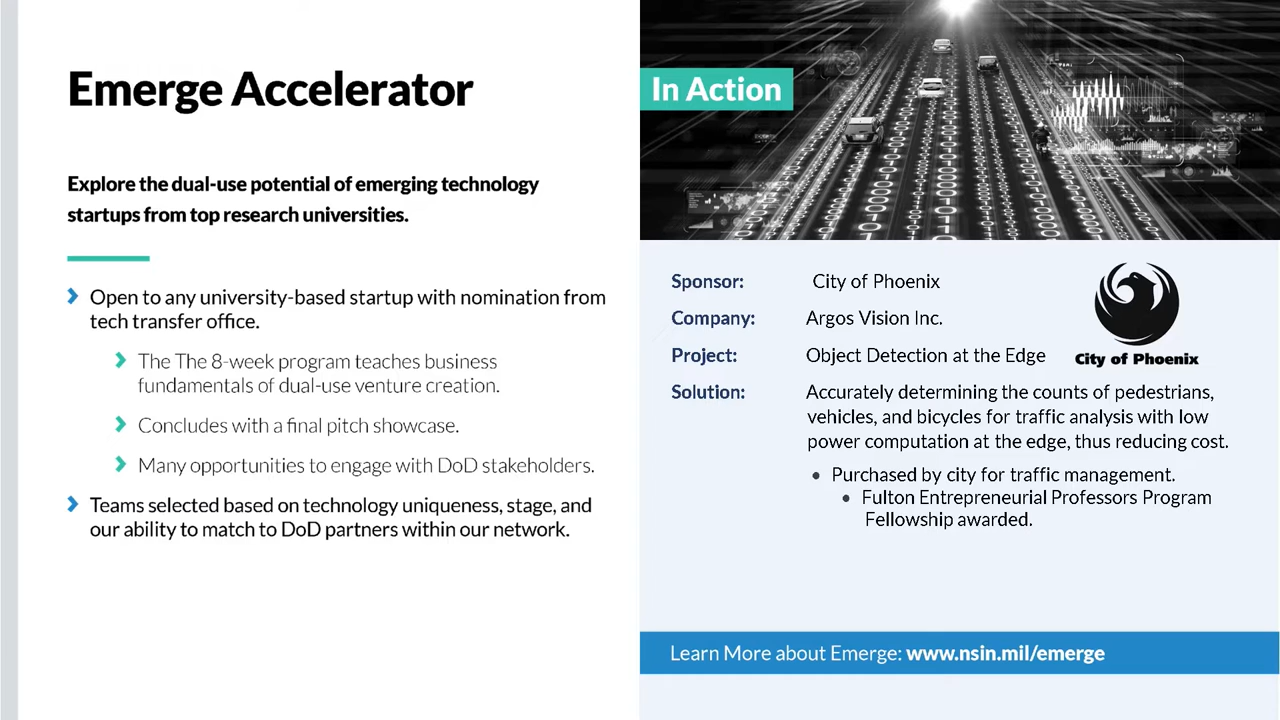 Emerge Accelerator
Explore the dual-use potential of emerging technology
startups from top research universities.
Open to any university-based startup with nomination from
tech transfer office.
The The 8-week program teaches business
fundamentals of dual-use venture creation.
Concludes with a final pitch showcase.
Many opportunities to engage with DoD stakeholders.
Teams selected based on technology uniqueness, stage, and
our ability to match to DoD partners within our network.
In Action
Sponsor: City of Phoenix
Company: Argos Vision Inc.
Project: Object Detection at the Edge
City of Phoenix
Solution: Accurately determining the counts of pedestrians,
vehicles, and bicycles for traffic analysis with low
power computation at the edge, thus reducing cost.
Purchased by city for traffic management.
Fulton Entrepreneurial Professors Program
Fellowship awarded.
Learn More about Emerge: www.nsin.mil/emerge